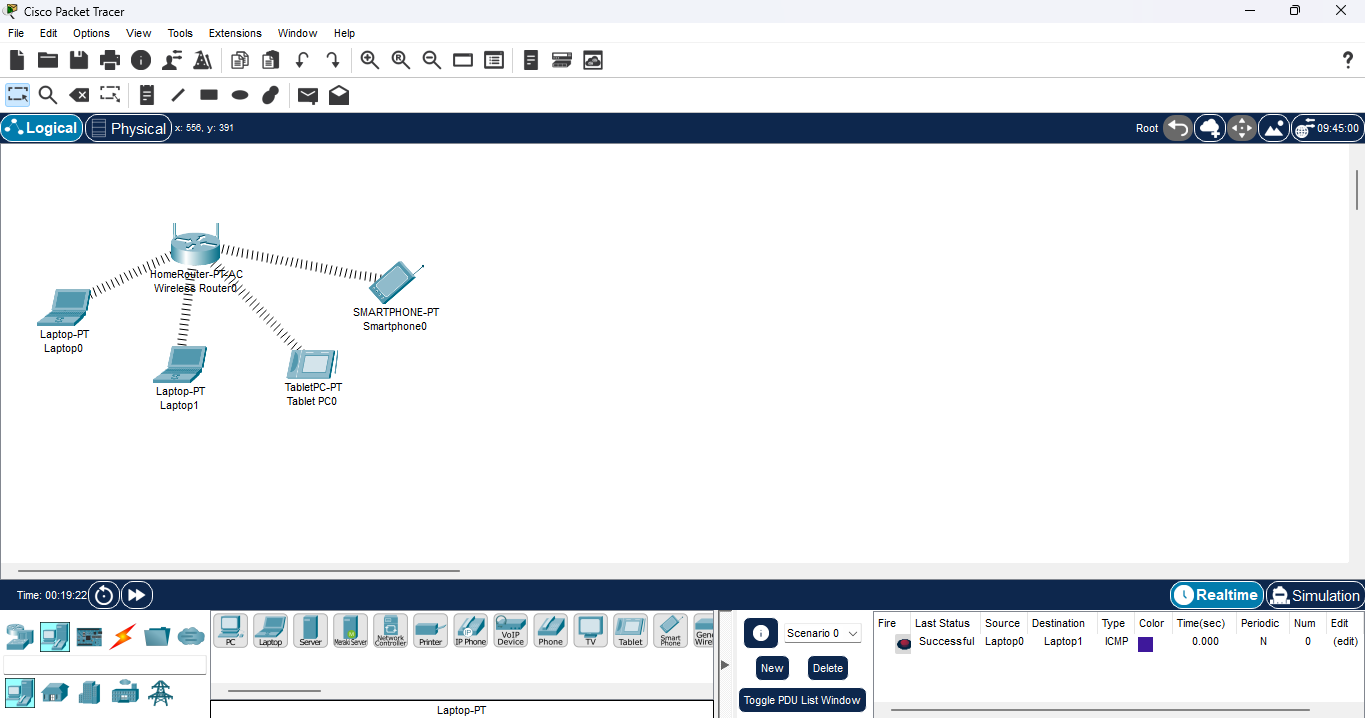 Cisco Packet Tracer
File Edit Options View Tools Extensions Window Help
Logical Physical x: 556, y: 391 Root 09:45:00
HomeRouter-PT-AC
Wireless Router0
SMARTPHONE-PT
Smartphone0
Laptop-PT
Laptop0
Laptop-PT
Laptop1
TabletPC-PT
Tablet PC0
Time: 00:19:22 Realtime Simulation
PC Laptop Server Meraki Server Network Controller Printer IP Phone VoIP Device Phone TV Tablet Smart Phone
Laptop-PT
Scenario 0
New Delete
Toggle PDU List Window
Fire Last Status Source Destination Type Color Time(sec) Periodic Num Edit
Successful Laptop0 Laptop1 ICMP 0.000 N 0 (edit)